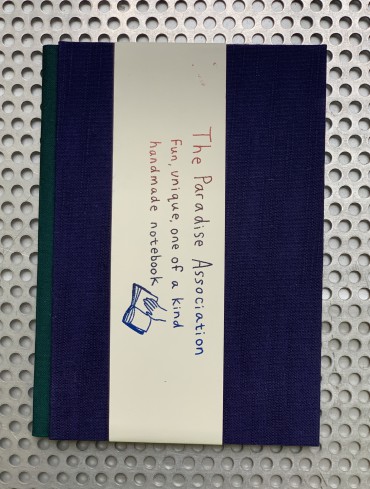 The Paradise Association
Fun, unique, one of a kind
handmade notebook